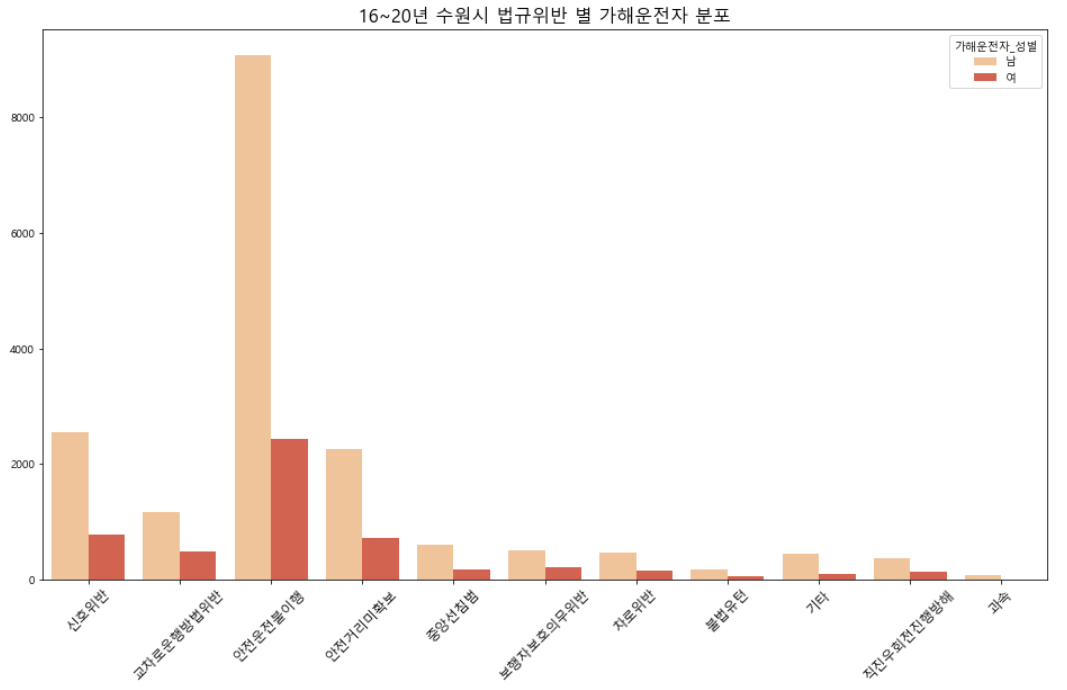 16~20년 수원시 법규위반 별 가해운전자 분포
가해운전자_성별
남
여
8000
6000
4000
2000
0
신호위반
교차로운행방법위반
안전운전불이행
안전거리미확보
중앙선침범
보행자보호의무위반
차로위반
불법유턴
기타
직진우회전진행방해
과속